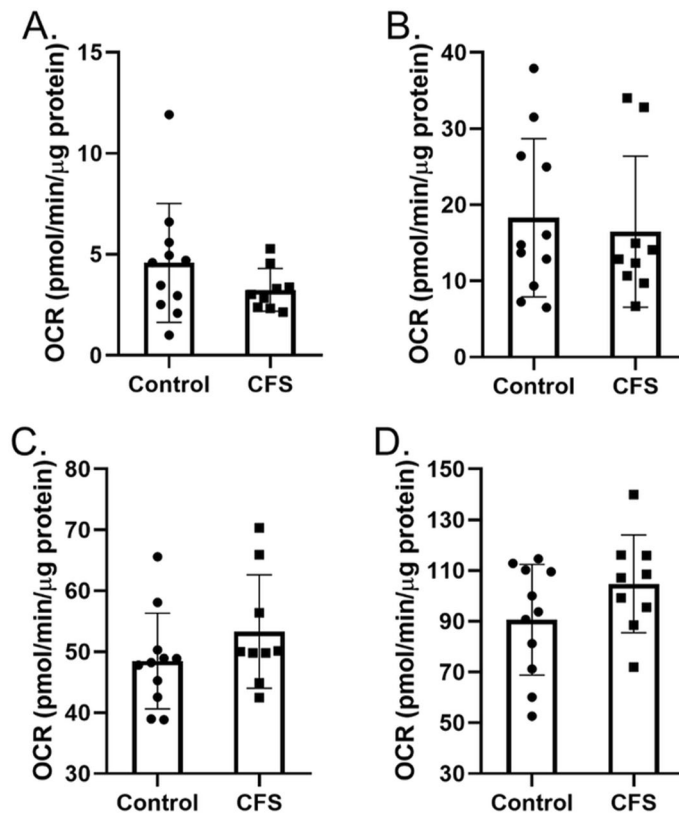 A.
OCR (pmol/min/μg protein)
15
10
5
0
Control CFS
B.
OCR (pmol/min/μg protein)
40
30
20
10
0
Control CFS
C.
OCR (pmol/min/μg protein)
80
70
60
50
40
30
Control CFS
D.
OCR (pmol/min/μg protein)
150
130
110
90
70
50
30
Control CFS